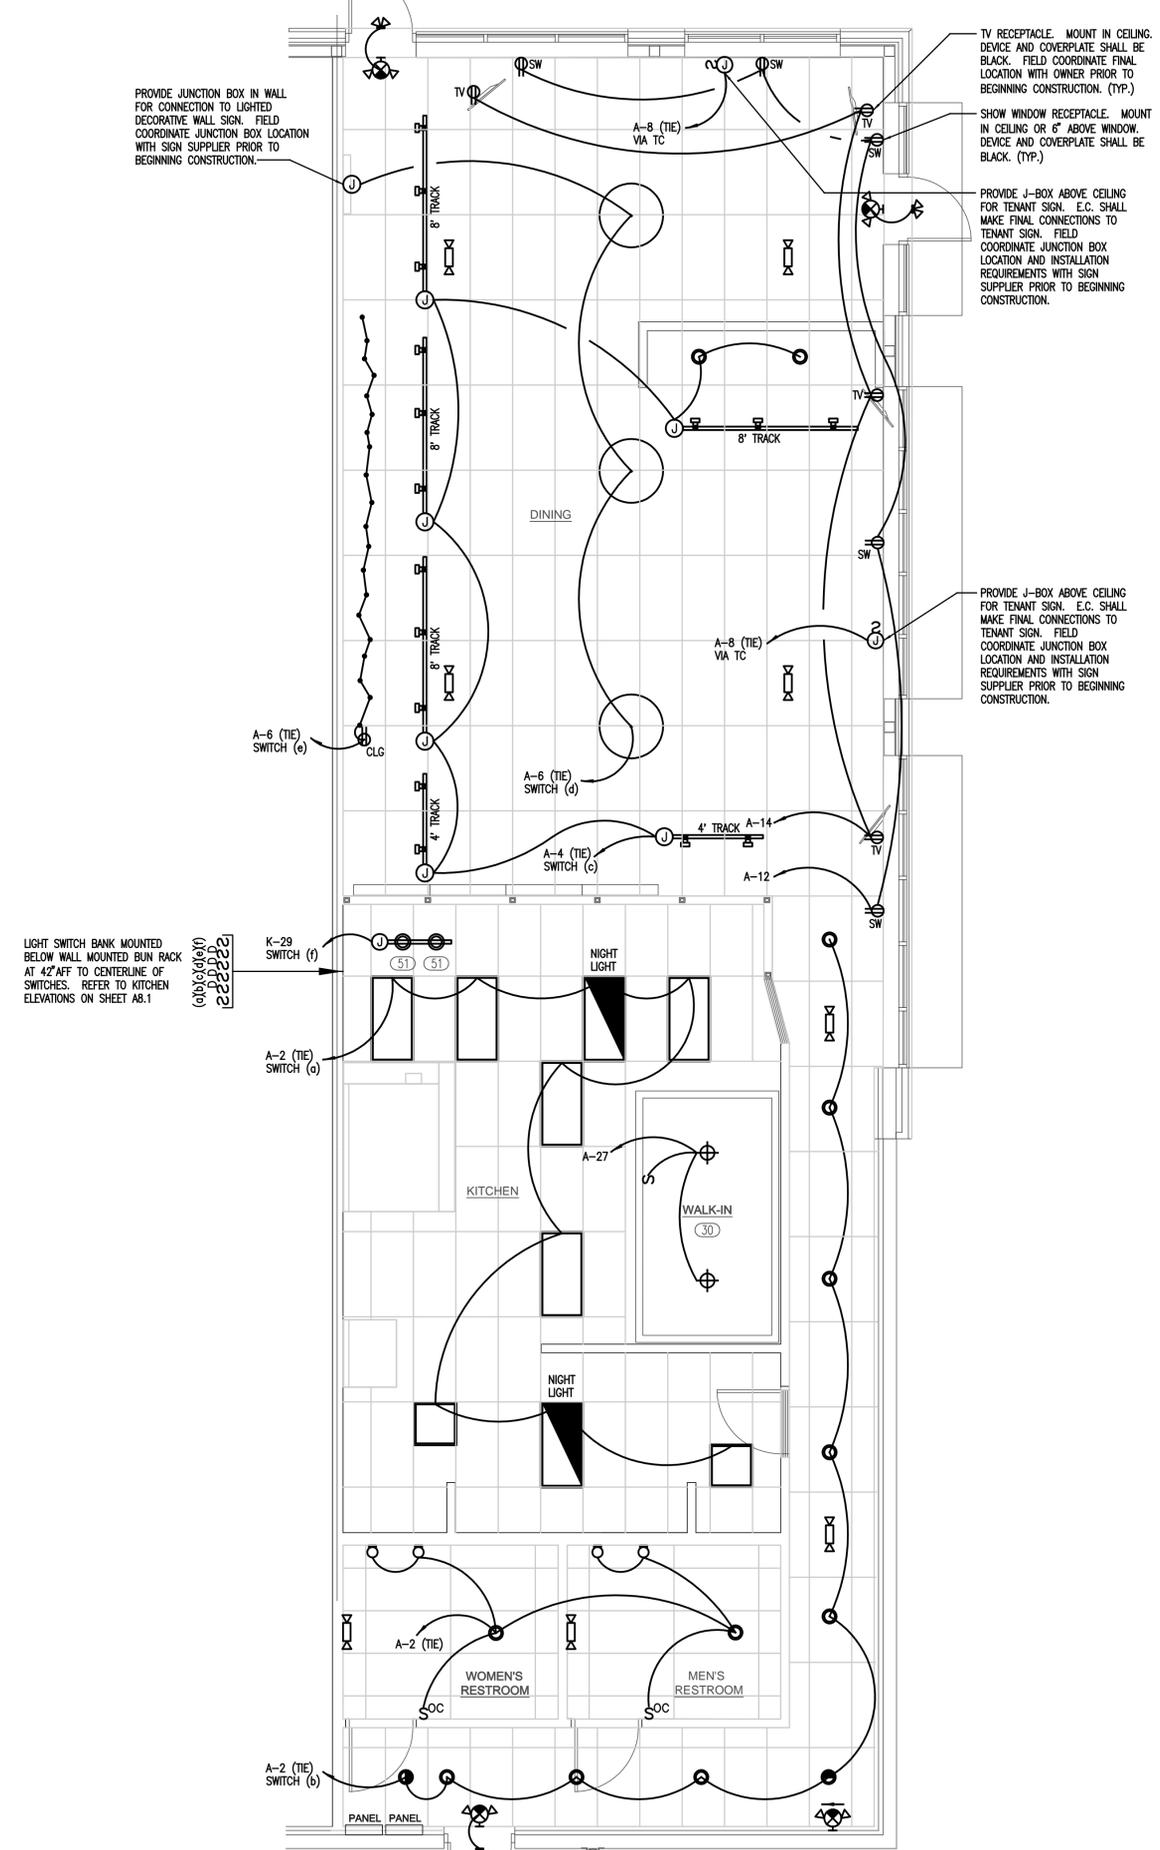 TV RECEPTACLE. MOUNT IN CEILING.
DEVICE AND COVERPLATE SHALL BE
BLACK. FIELD COORDINATE FINAL
LOCATION WITH OWNER PRIOR TO
BEGINNING CONSTRUCTION. (TYP.)
SHOW WINDOW RECEPTACLE. MOUNT
IN CEILING OR 6" ABOVE WINDOW.
DEVICE AND COVERPLATE SHALL BE
BLACK. (TYP.)
PROVIDE J-BOX ABOVE CEILING
FOR TENANT SIGN. E.C. SHALL
MAKE FINAL CONNECTIONS TO
TENANT SIGN. FIELD
COORDINATE JUNCTION BOX
LOCATION AND INSTALLATION
REQUIREMENTS WITH SIGN
SUPPLIER PRIOR TO BEGINNING
CONSTRUCTION.
PROVIDE JUNCTION BOX IN WALL
FOR CONNECTION TO LIGHTED
DECORATIVE WALL SIGN. FIELD
COORDINATE JUNCTION BOX LOCATION
WITH SIGN SUPPLIER PRIOR TO
BEGINNING CONSTRUCTION.
SW
2
J
SW
TV
A-8 (TIE)
VIA TC
TV
SW
J
8' TRACK
J
8' TRACK
J
TV
J
8' TRACK
DINING
SW
PROVIDE J-BOX ABOVE CEILING
FOR TENANT SIGN. E.C. SHALL
MAKE FINAL CONNECTIONS TO
TENANT SIGN. FIELD
COORDINATE JUNCTION BOX
LOCATION AND INSTALLATION
REQUIREMENTS WITH SIGN
SUPPLIER PRIOR TO BEGINNING
CONSTRUCTION.
2
J
A-8 (TIE)
VIA TC
8' TRACK
J
A-6 (TIE)
SWITCH (e)
CLG
A-6 (TIE)
SWITCH (d)
4' TRACK
J
J
4' TRACK
A-14
TV
A-4 (TIE)
SWITCH (c)
A-12
SW
LIGHT SWITCH BANK MOUNTED
BELOW WALL MOUNTED BUN RACK
AT 42"AFF TO CENTERLINE OF
SWITCHES. REFER TO KITCHEN
ELEVATIONS ON SHEET A8.1
(a)(b)(c)(d)(e)(f)
D D D D
222222
K-29
SWITCH (f)
J
51
51
NIGHT
LIGHT
A-2 (TIE)
SWITCH (a)
A-27
S
KITCHEN
WALK-IN
30
NIGHT
LIGHT
A-2 (TIE)
WOMEN'S
RESTROOM
MEN'S
RESTROOM
SOC
SOC
A-2 (TIE)
SWITCH (b)
PANEL
PANEL